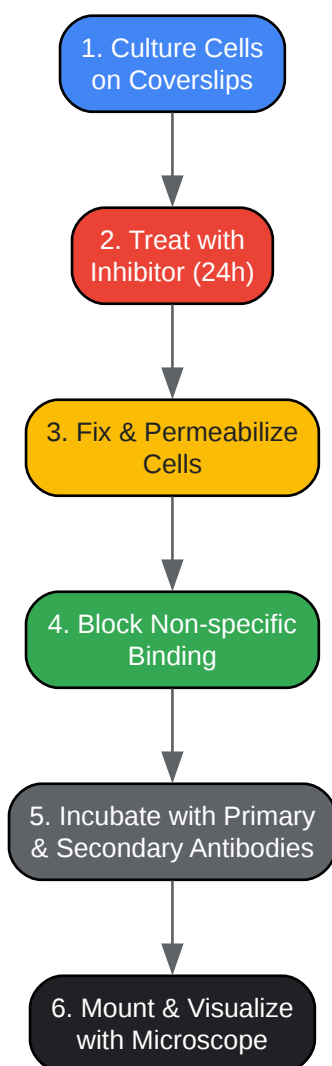 1. Culture Cells
on Coverslips
2. Treat with
Inhibitor (24h)
3. Fix & Permeabilize
Cells
4. Block Non-specific
Binding
5. Incubate with Primary
& Secondary Antibodies
6. Mount & Visualize
with Microscope